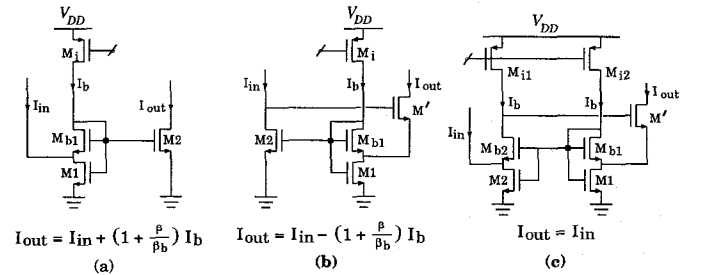 V_DD
M_i
I_b
I_in
I_out
M_b1
M2
M1
I_out = I_in + (1 + β/β_b) I_b
(a)
V_DD
M_i
I_in
I_b
I_out
M'
M2
M_b1
M1
I_out = I_in − (1 + β/β_b) I_b
(b)
V_DD
M_i1
M_i2
I_b
I_b
I_out
M'
I_in
M_b2
M_b1
M2
M1
I_out = I_in
(c)